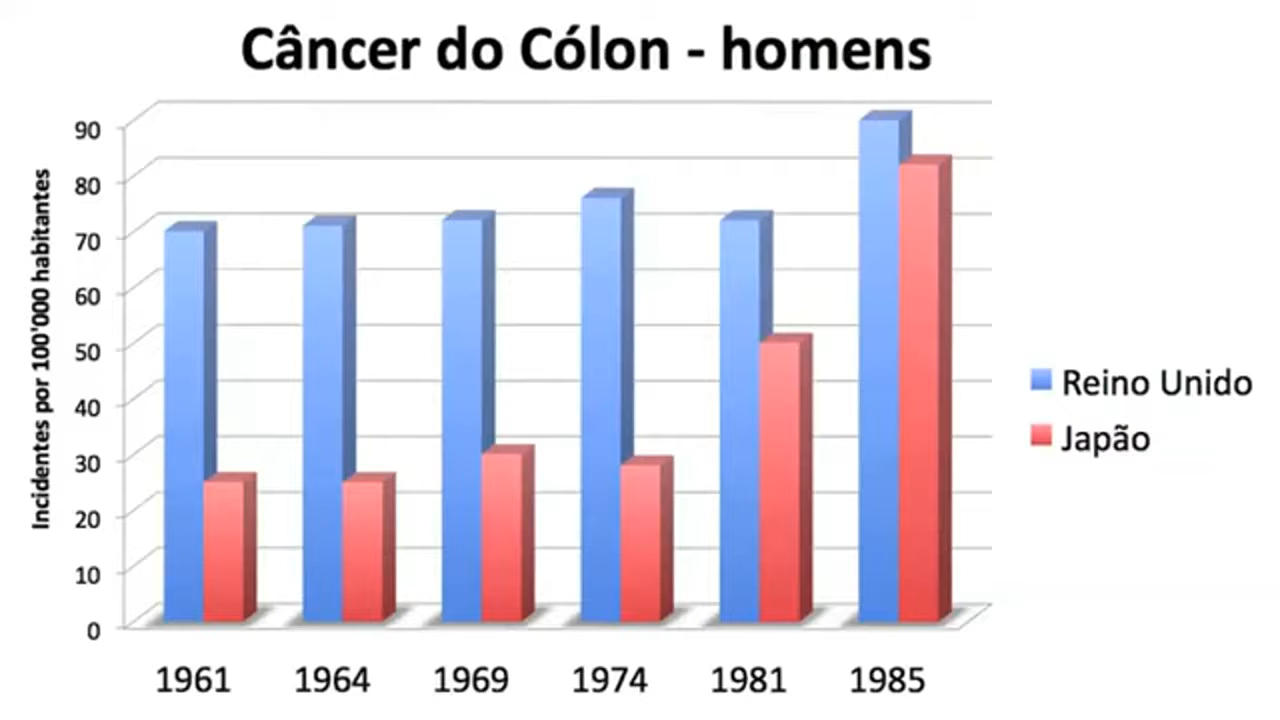 Câncer do Cólon - homens
Incidentes por 100'000 habitantes
90
80
70
60
50
40
30
20
10
0
1961 1964 1969 1974 1981 1985
Reino Unido
Japão